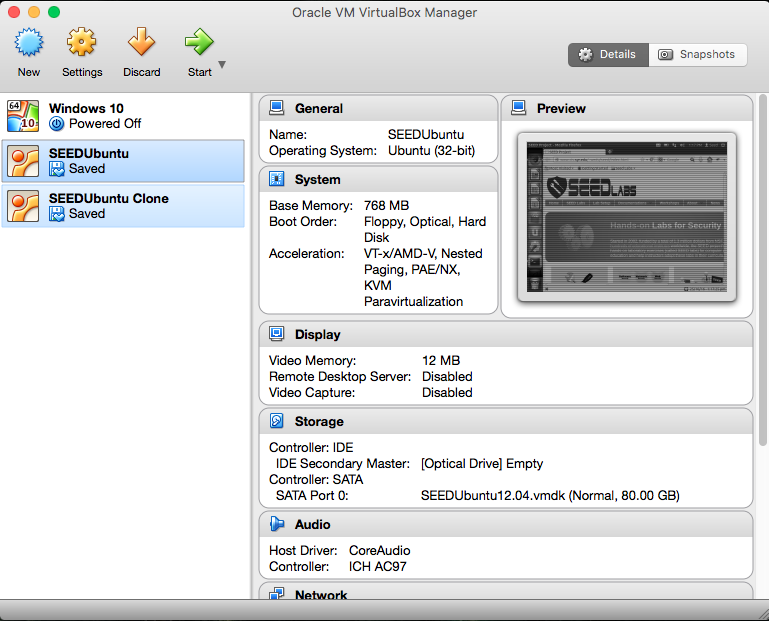 Oracle VM VirtualBox Manager
New
Settings
Discard
Start
Details
Snapshots
64
10
Windows 10
Powered Off
SEEDUbuntu
Saved
SEEDUbuntu Clone
Saved
General
Name: SEEDUbuntu
Operating System: Ubuntu (32-bit)
System
Base Memory: 768 MB
Boot Order: Floppy, Optical, Hard
Disk
Acceleration: VT-x/AMD-V, Nested
Paging, PAE/NX,
KVM
Paravirtualization
Preview
SEEDLABS
Hands-on Labs for Security
Display
Video Memory: 12 MB
Remote Desktop Server: Disabled
Video Capture: Disabled
Storage
Controller: IDE
IDE Secondary Master: [Optical Drive] Empty
Controller: SATA
SATA Port 0: SEEDUbuntu12.04.vmdk (Normal, 80.00 GB)
Audio
Host Driver: CoreAudio
Controller: ICH AC97
Network